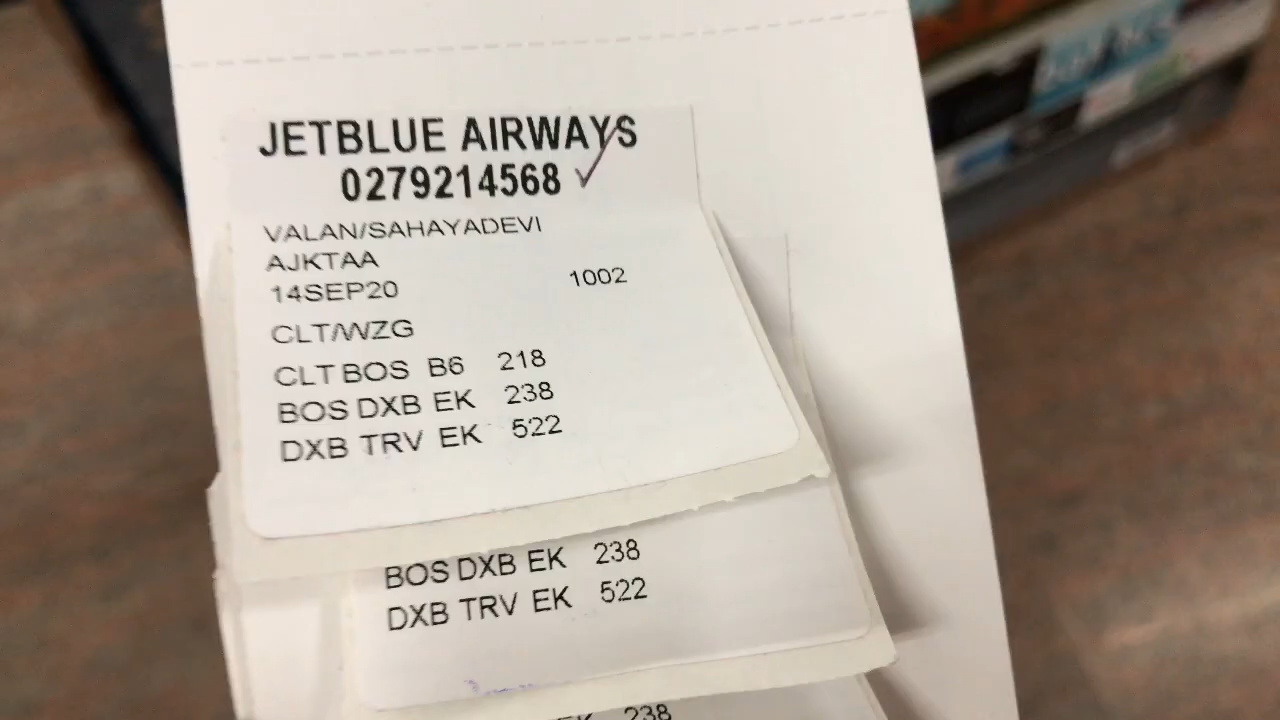 JETBLUE AIRWAYS
0279214568
VALAN/SAHAYADEVI
AJKTAA
14SEP20 1002
CLT/WZG
CLT BOS B6 218
BOS DXB EK 238
DXB TRV EK 522
BOS DXB EK 238
DXB TRV EK 522
EK 238